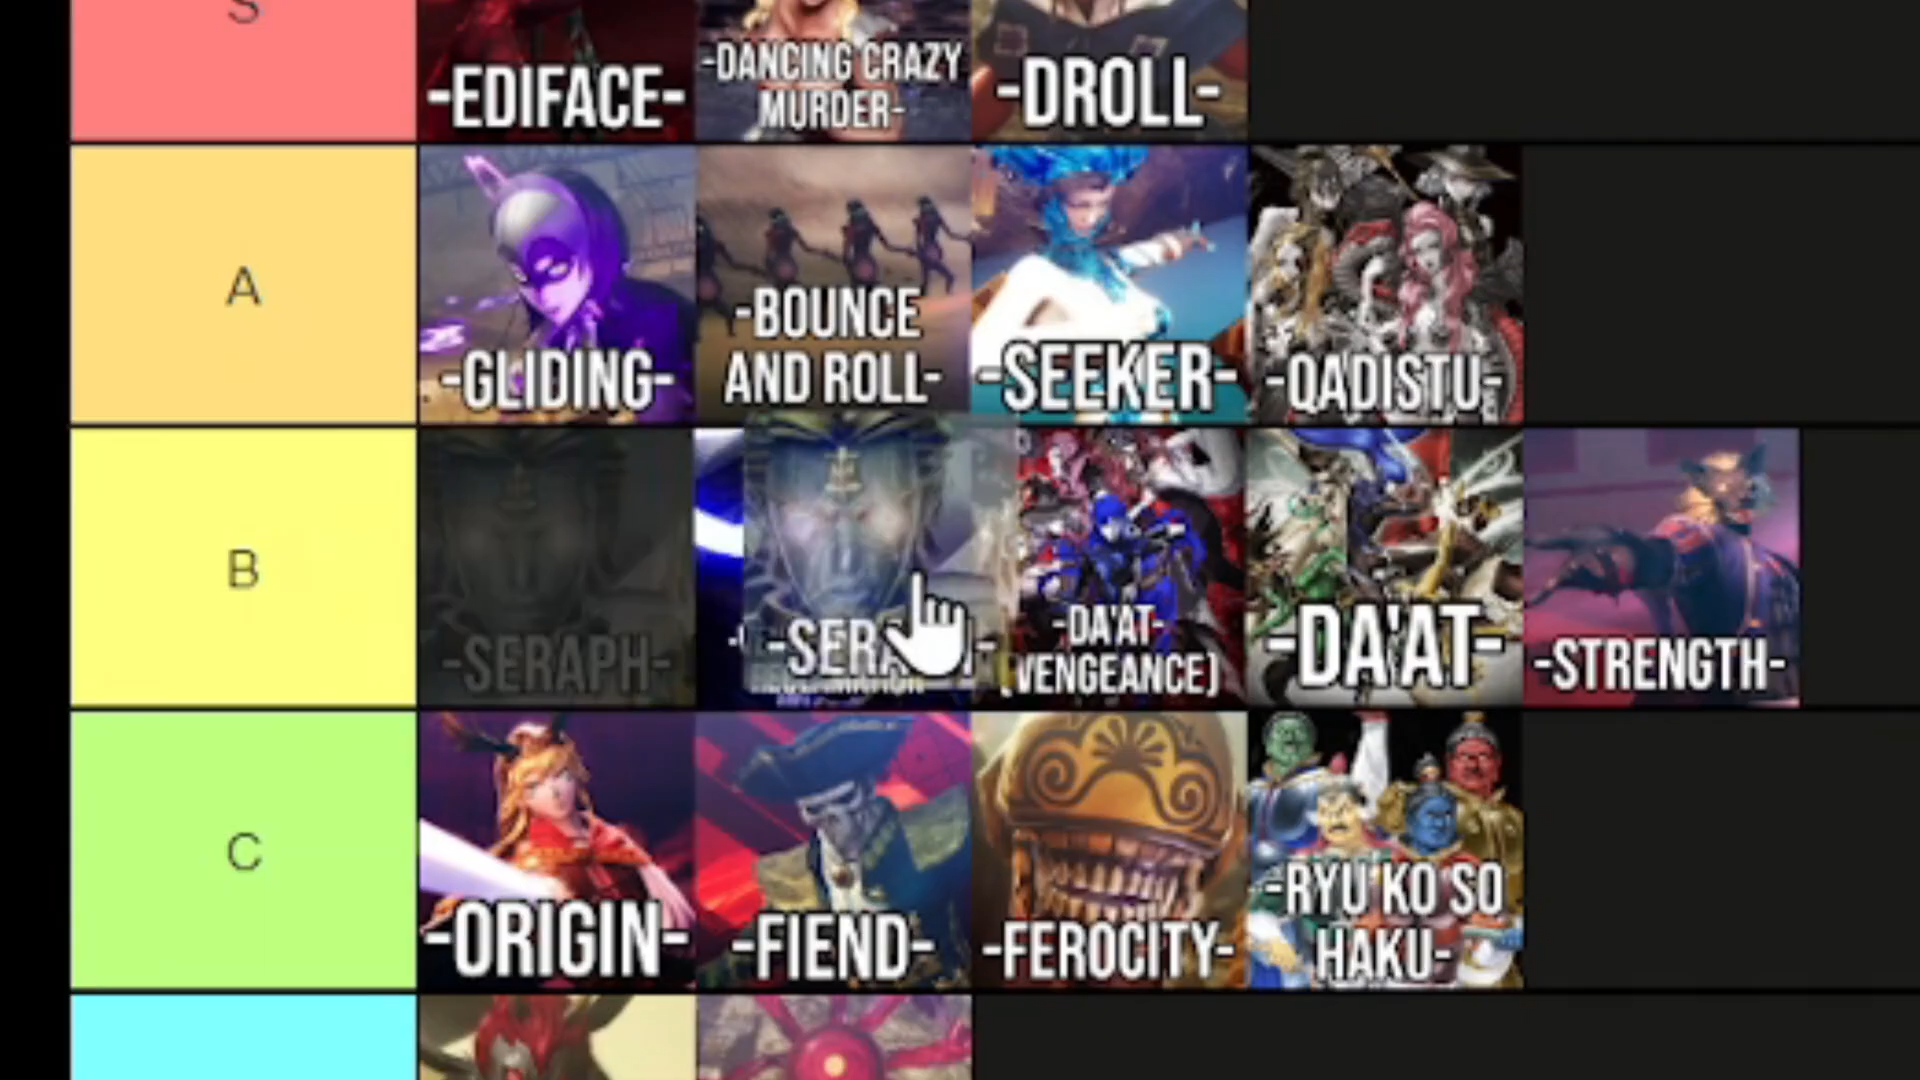 S
-EDIFACE-
-DANCING CRAZY
MURDER-
-DROLL-
A
-GLIDING-
-BOUNCE
AND ROLL-
-SEEKER-
-QADISTU-
B
-SERAPH-
-DA'AT-
(VENGEANCE)
-DA'AT-
-STRENGTH-
C
-ORIGIN-
-FIEND-
-FEROCITY-
-RYU KO SO
HAKU-